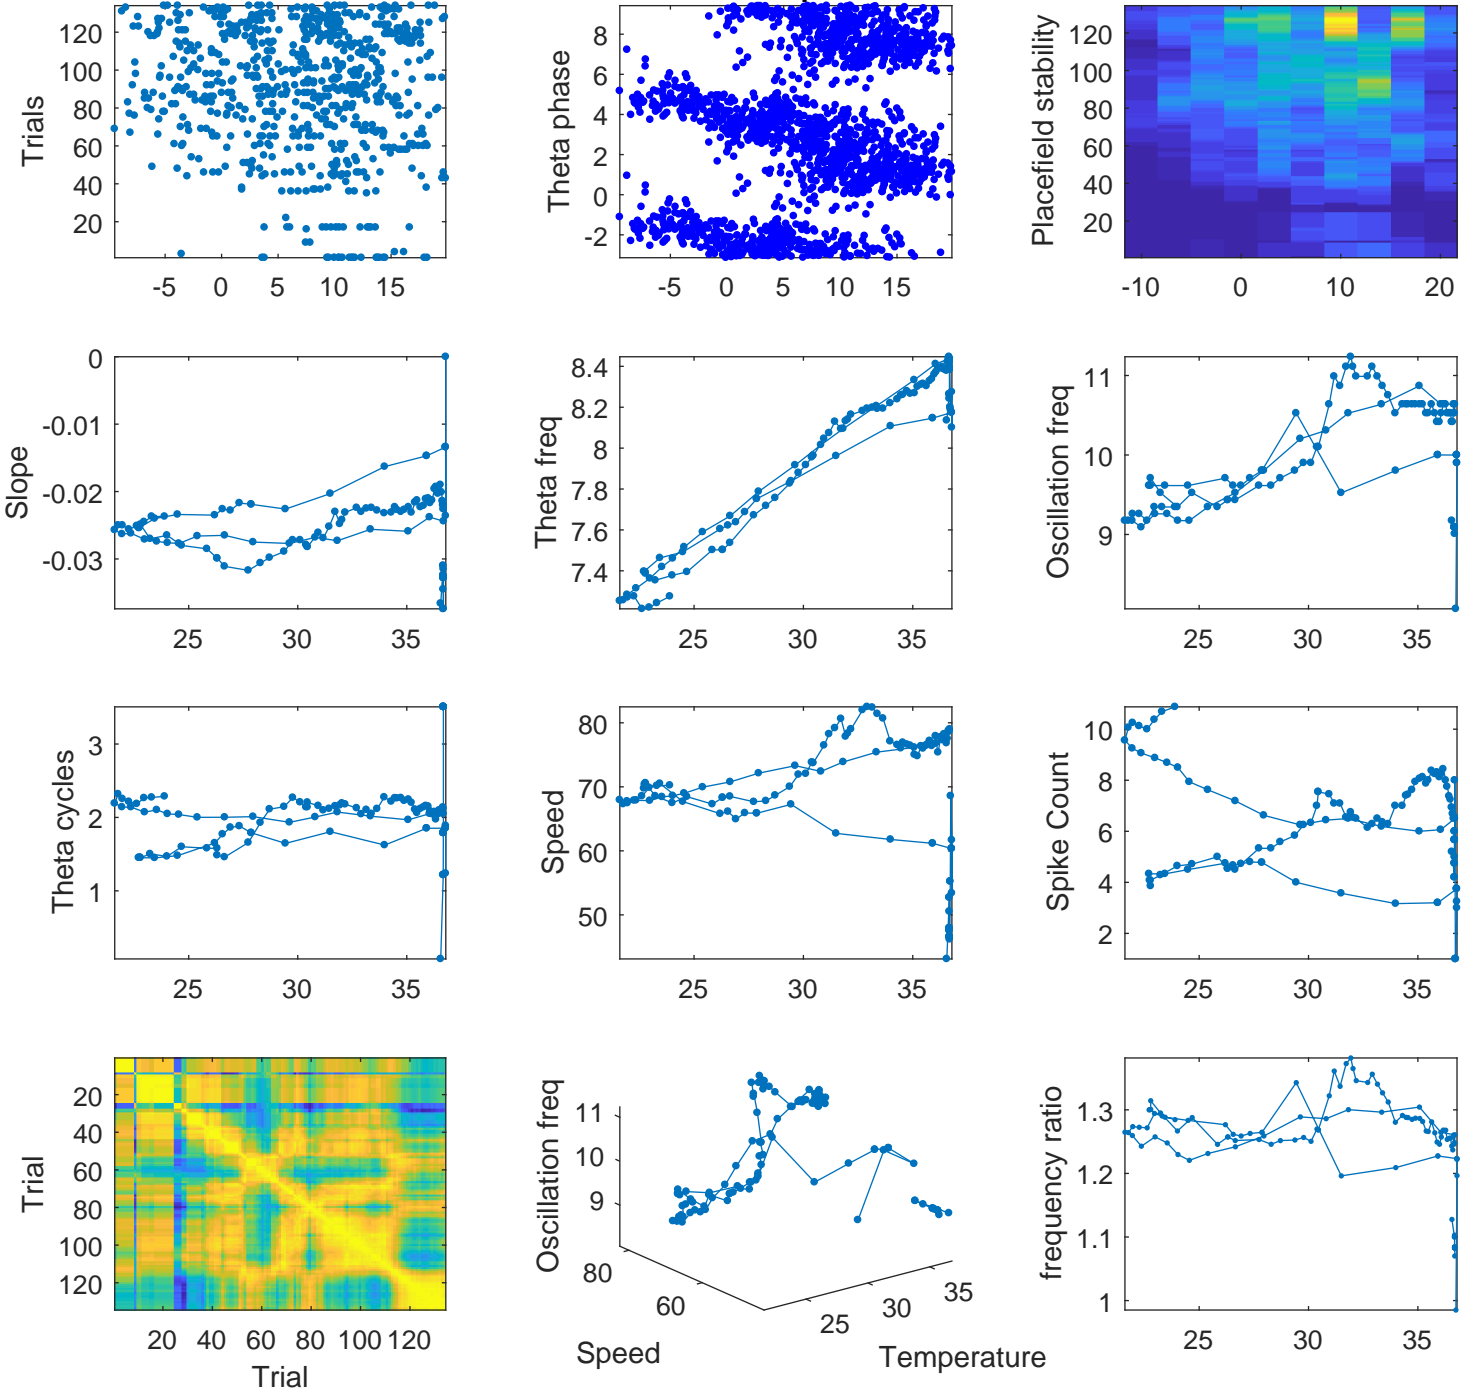 Trials
120
100
80
60
40
20
-5 0 5 10 15
Theta phase
8
6
4
2
0
-2
-5 0 5 10 15
Placefield stability
120
100
80
60
40
20
-10 0 10 20
Slope
0
-0.01
-0.02
-0.03
25 30 35
Theta freq
8.4
8.2
8
7.8
7.6
7.4
25 30 35
Oscillation freq
11
10
9
25 30 35
Theta cycles
3
2
1
25 30 35
Speed
80
70
60
50
25 30 35
Spike Count
10
8
6
4
2
25 30 35
Trial
20
40
60
80
100
120
20 40 60 80 100 120
Trial
Oscillation freq
11
10
9
80
60
Speed
25
30
35
Temperature
frequency ratio
1.3
1.2
1.1
1
25 30 35